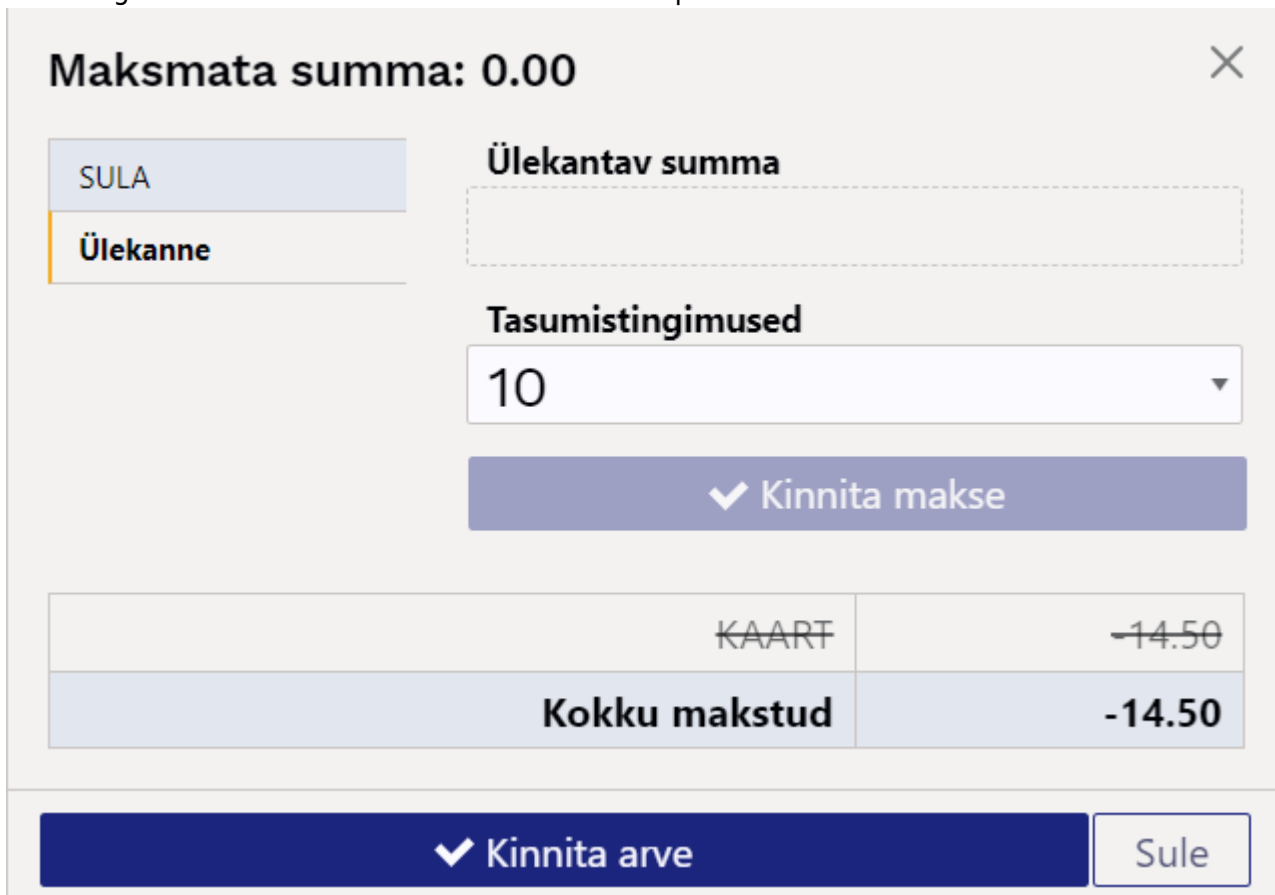 Maksmata summa: 0.00
SULA
Ülekanne
Ülekantav summa
Tasumistingimused
10
Kinnita makse
KAART -14.50
Kokku makstud -14.50
Kinnita arve
Sule